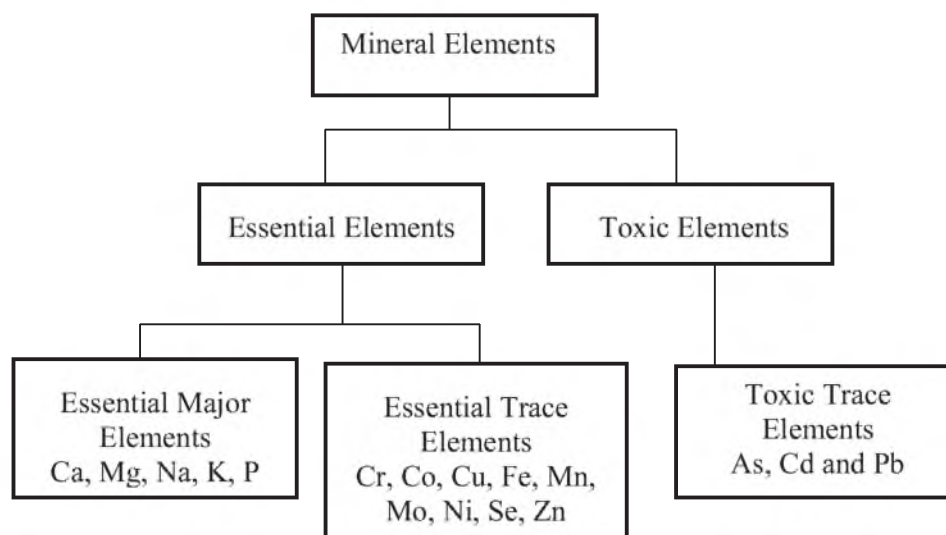 Mineral Elements
Essential Elements
Toxic Elements
Essential Major
Elements
Ca, Mg, Na, K, P
Essential Trace
Elements
Cr, Co, Cu, Fe, Mn,
Mo, Ni, Se, Zn
Toxic Trace
Elements
As, Cd and Pb